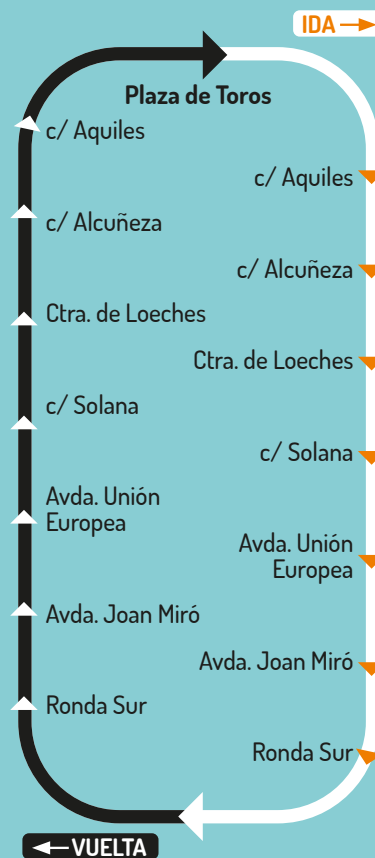 IDA
Plaza de Toros
c/ Aquiles
c/ Aquiles
c/ Alcuñeza
c/ Alcuñeza
Ctra. de Loeches
Ctra. de Loeches
c/ Solana
c/ Solana
Avda. Unión
Europea
Avda. Unión
Europea
Avda. Joan Miró
Avda. Joan Miró
Ronda Sur
Ronda Sur
VUELTA